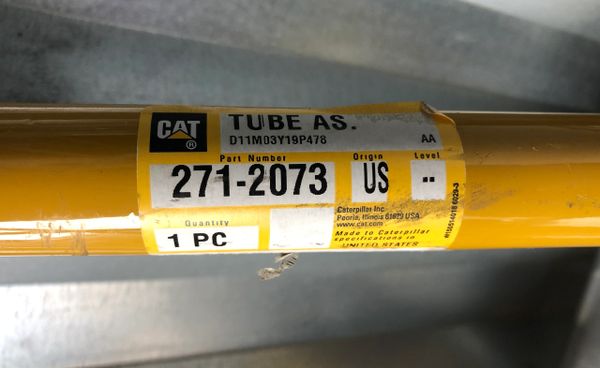 CAT
®
TUBE AS.
D11M03Y19P478
AA
Part Number
Origin
Level
271-2073
US
--
Quantity
1 PC
Caterpillar Inc.
Peoria, Illinois 61629 USA
www.cat.com
Made to Caterpillar
specifications in
UNITED STATES